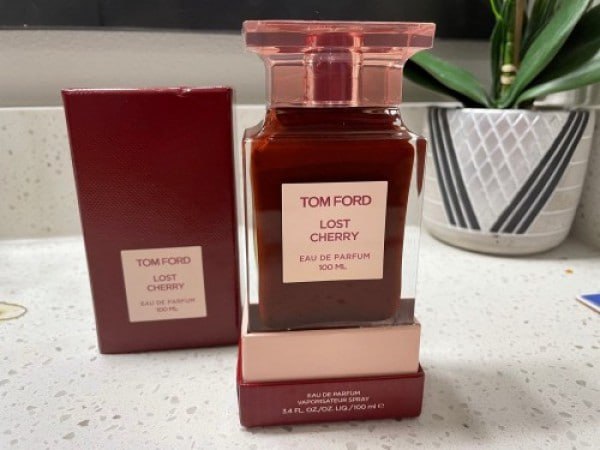 TOM FORD
LOST
CHERRY
EAU DE PARFUM
100 ML
TOM FORD
LOST
CHERRY
EAU DE PARFUM
100 ML
EAU DE PARFUM
VAPORISATEUR SPRAY
3.4 FL. OZ/OZ. LIQ./100 ml e